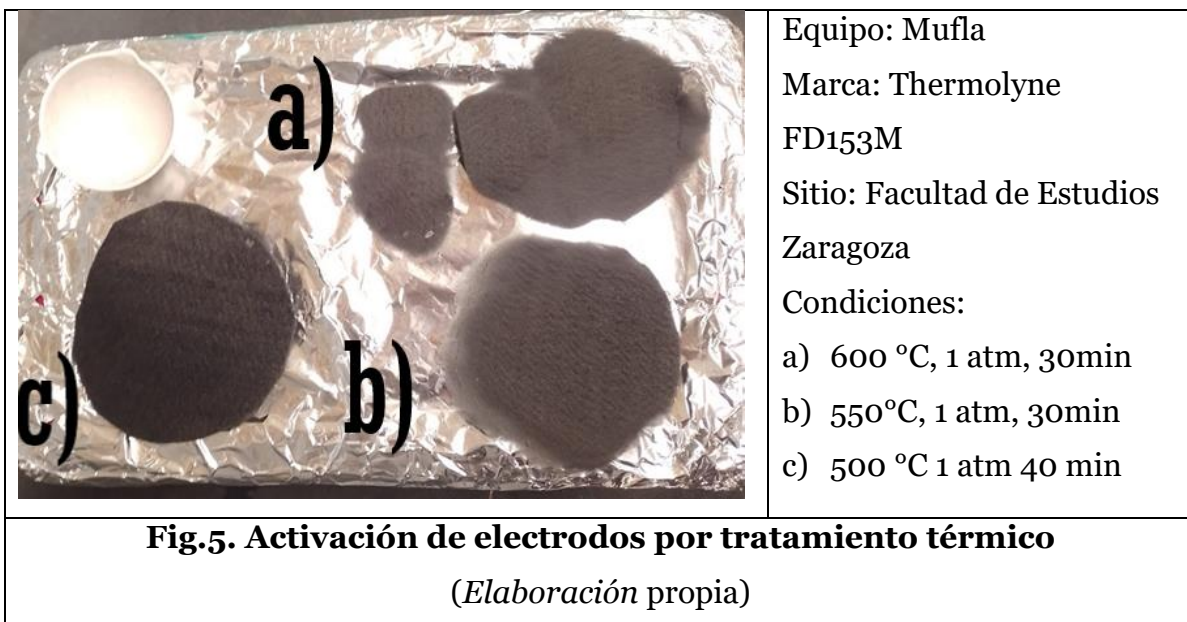 a)
c)
b)
Equipo: Mufla
Marca: Thermolyne
FD153M
Sitio: Facultad de Estudios
Zaragoza
Condiciones:
a) 600 °C, 1 atm, 30min
b) 550°C, 1 atm, 30min
c) 500 °C 1 atm 40 min
Fig.5. Activación de electrodos por tratamiento térmico
(Elaboración propia)